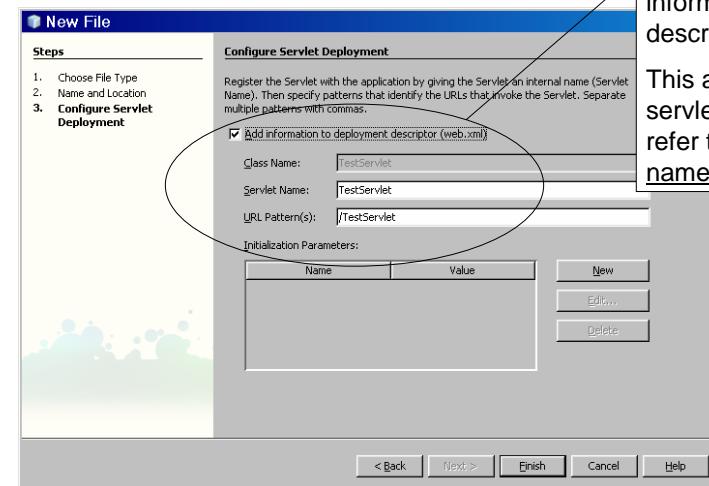 New File
Steps
1. Choose File Type
2. Name and Location
3. Configure Servlet
Deployment
Configure Servlet Deployment
Register the Servlet with the application by giving the Servlet an internal name (Servlet
Name). Then specify patterns that identify the URLs that invoke the Servlet. Separate
multiple patterns with commas.
Add information to deployment descriptor (web.xml)
Class Name: TestServlet
Servlet Name: TestServlet
URL Pattern(s): /TestServlet
Initialization Parameters:
Name Value
New
Edit...
Delete
< Back Next > Finish Cancel Help
descr
This a
servle
refer
name